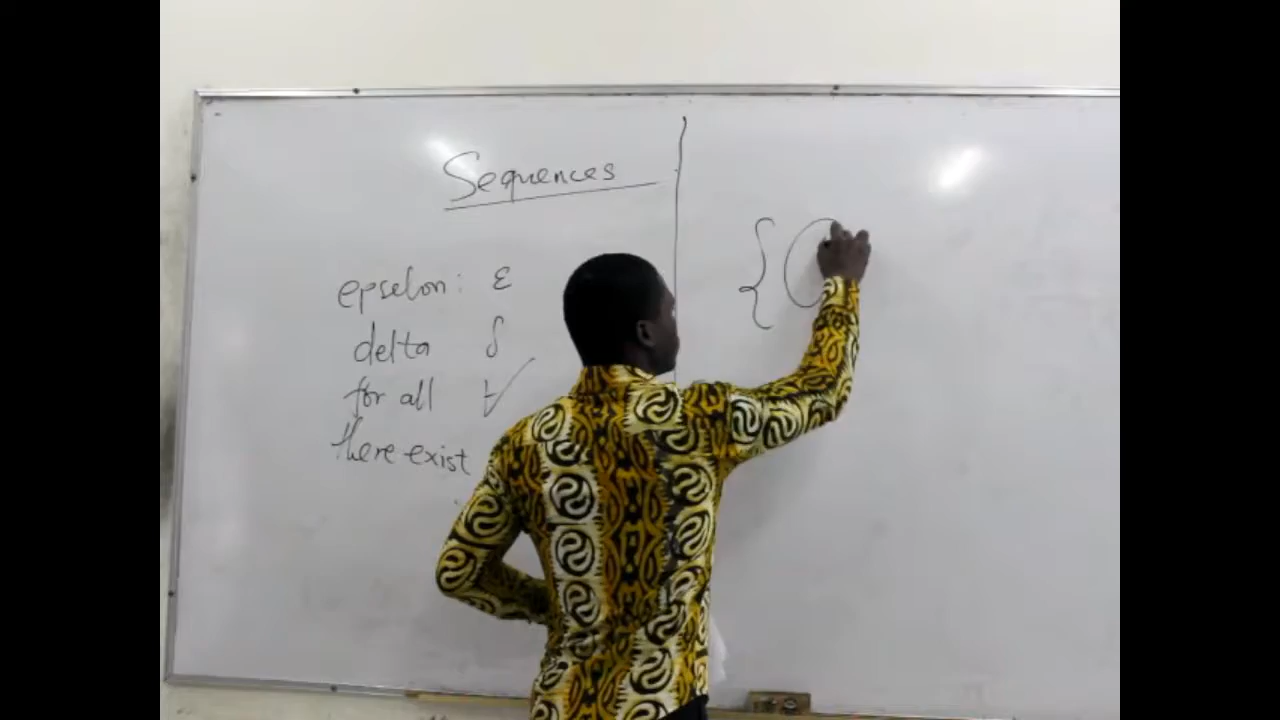 Sequences
epselon: ε
delta δ
for all ∀
there exist
{ (